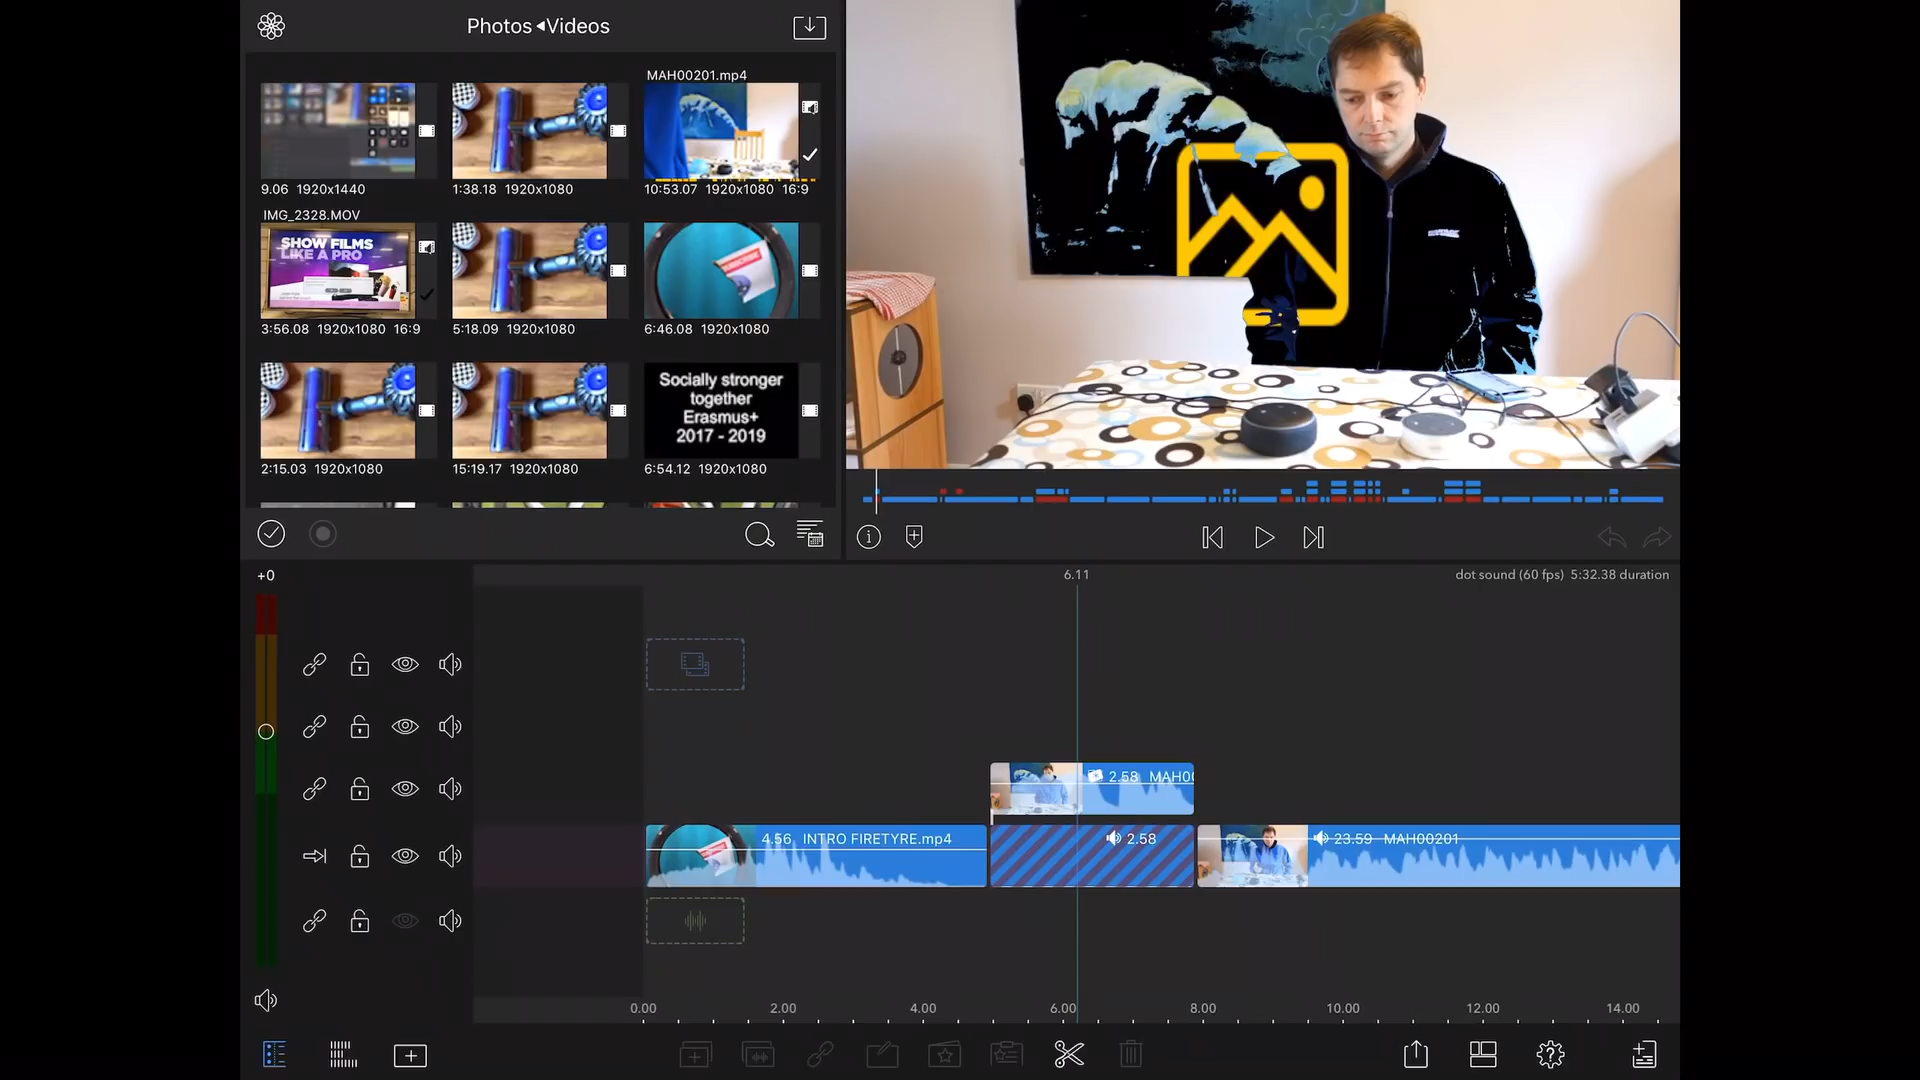 Photos ◂Videos
MAH00201.mp4
9.06 1920x1440
1:38.18 1920x1080
10:53.07 1920x1080 16:9
IMG_2328.MOV
SHOW FILMS
LIKE A PRO
SUBSCRIBE
3:56.08 1920x1080 16:9
5:18.09 1920x1080
6:46.08 1920x1080
Socially stronger
together
Erasmus+
2017 - 2019
2:15.03 1920x1080
15:19.17 1920x1080
6:54.12 1920x1080
+0
6.11
dot sound (60 fps) 5:32.38 duration
2.58 MAH00
4.56 INTRO FIRETYRE.mp4
2.58
23.59 MAH00201
0.00
2.00
4.00
6.00
8.00
10.00
12.00
14.00